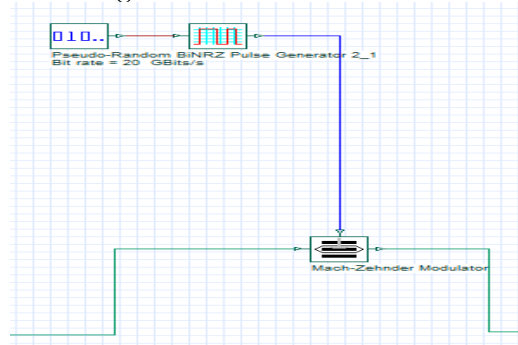 010..
Pseudo-Random BiNRZ Pulse Generator 2_1
Bit rate = 20 GBits/s
Mach-Zehnder Modulator